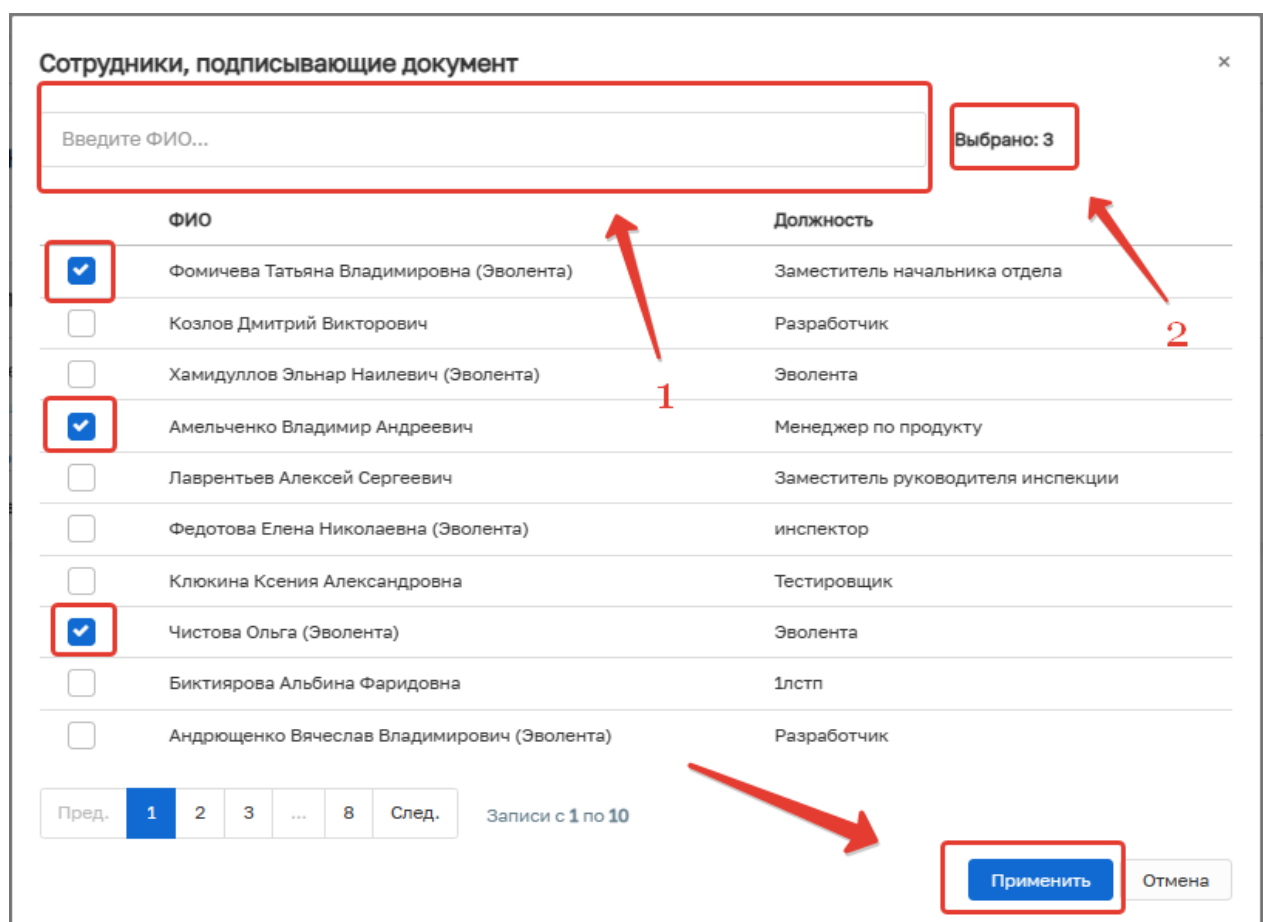 Сотрудники, подписывающие документ ×
Введите ФИО... Выбрано: 3
ФИО Должность
Фомичева Татьяна Владимировна (Эволента) Заместитель начальника отдела
Козлов Дмитрий Викторович Разработчик
2
Хамидуллов Эльнар Наилевич (Эволента) Эволента
1
Амельченко Владимир Андреевич Менеджер по продукту
Лаврентьев Алексей Сергеевич Заместитель руководителя инспекции
Федотова Елена Николаевна (Эволента) инспектор
Клюкина Ксения Александровна Тестировщик
Чистова Ольга (Эволента) Эволента
Биктиярова Альбина Фаридовна 1лстп
Андрющенко Вячеслав Владимирович (Эволента) Разработчик
Пред. 1 2 3 ... 8 След. Записи с 1 по 10
Применить Отмена